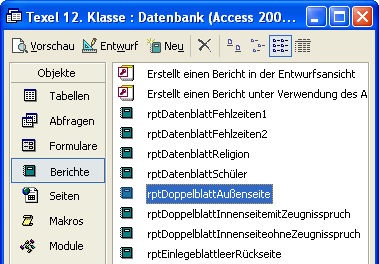 Texel 12. Klasse : Datenbank (Access 200...
Vorschau Entwurf Neu
Objekte
Tabellen
Abfragen
Formulare
Berichte
Seiten
Makros
Module
Erstellt einen Bericht in der Entwurfsansicht
Erstellt einen Bericht unter Verwendung des A
rptDatenblattFehlzeiten1
rptDatenblattFehlzeiten2
rptDatenblattReligion
rptDatenblattSchüler
rptDoppelblattAußenseite
rptDoppelblattInnenseitemitZeugnisspruch
rptDoppelblattInnenseiteohneZeugnisspruch
rptEinlegeblattleerRückseite